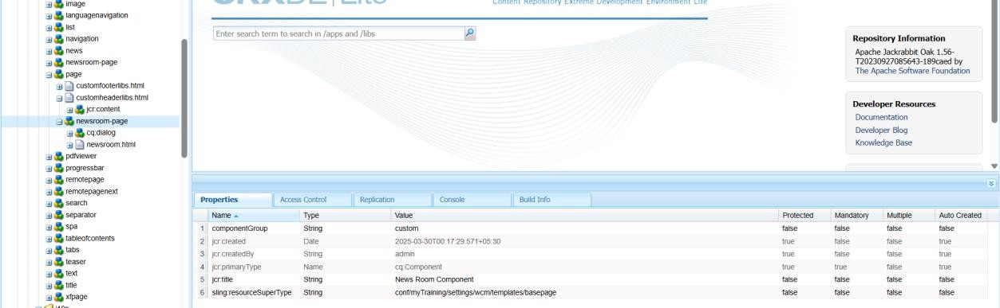 image
languagenavigation
list
navigation
news
newsroom-page
page
customfooterlibs.html
customheaderlibs.html
jcr:content
newsroom-page
cq:dialog
newsroom.html
pdfviewer
progressbar
remotepage
remotepagenext
search
separator
spa
tableofcontents
tabs
teaser
text
title
xfpage
i18n
CRXDE | Lite
Content Repository Extreme Development Environment Lite
Enter search term to search in /apps and /libs
Repository Information
Apache Jackrabbit Oak 1.56-
T20230927085643-189caed by
The Apache Software Foundation
Developer Resources
Documentation
Developer Blog
Knowledge Base
Properties Access Control Replication Console Build Info
Name Type Value Protected Mandatory Multiple Auto Created
1 componentGroup String custom false false false false
2 jcr:created Date 2025-03-30T00:17:29.571+05:30 true false false true
3 jcr:createdBy String admin true false false true
4 jcr:primaryType Name cq:Component true true false true
5 jcr:title String News Room Component false false false false
6 sling:resourceSuperType String conf/myTraining/settings/wcm/templates/basepage false false false false